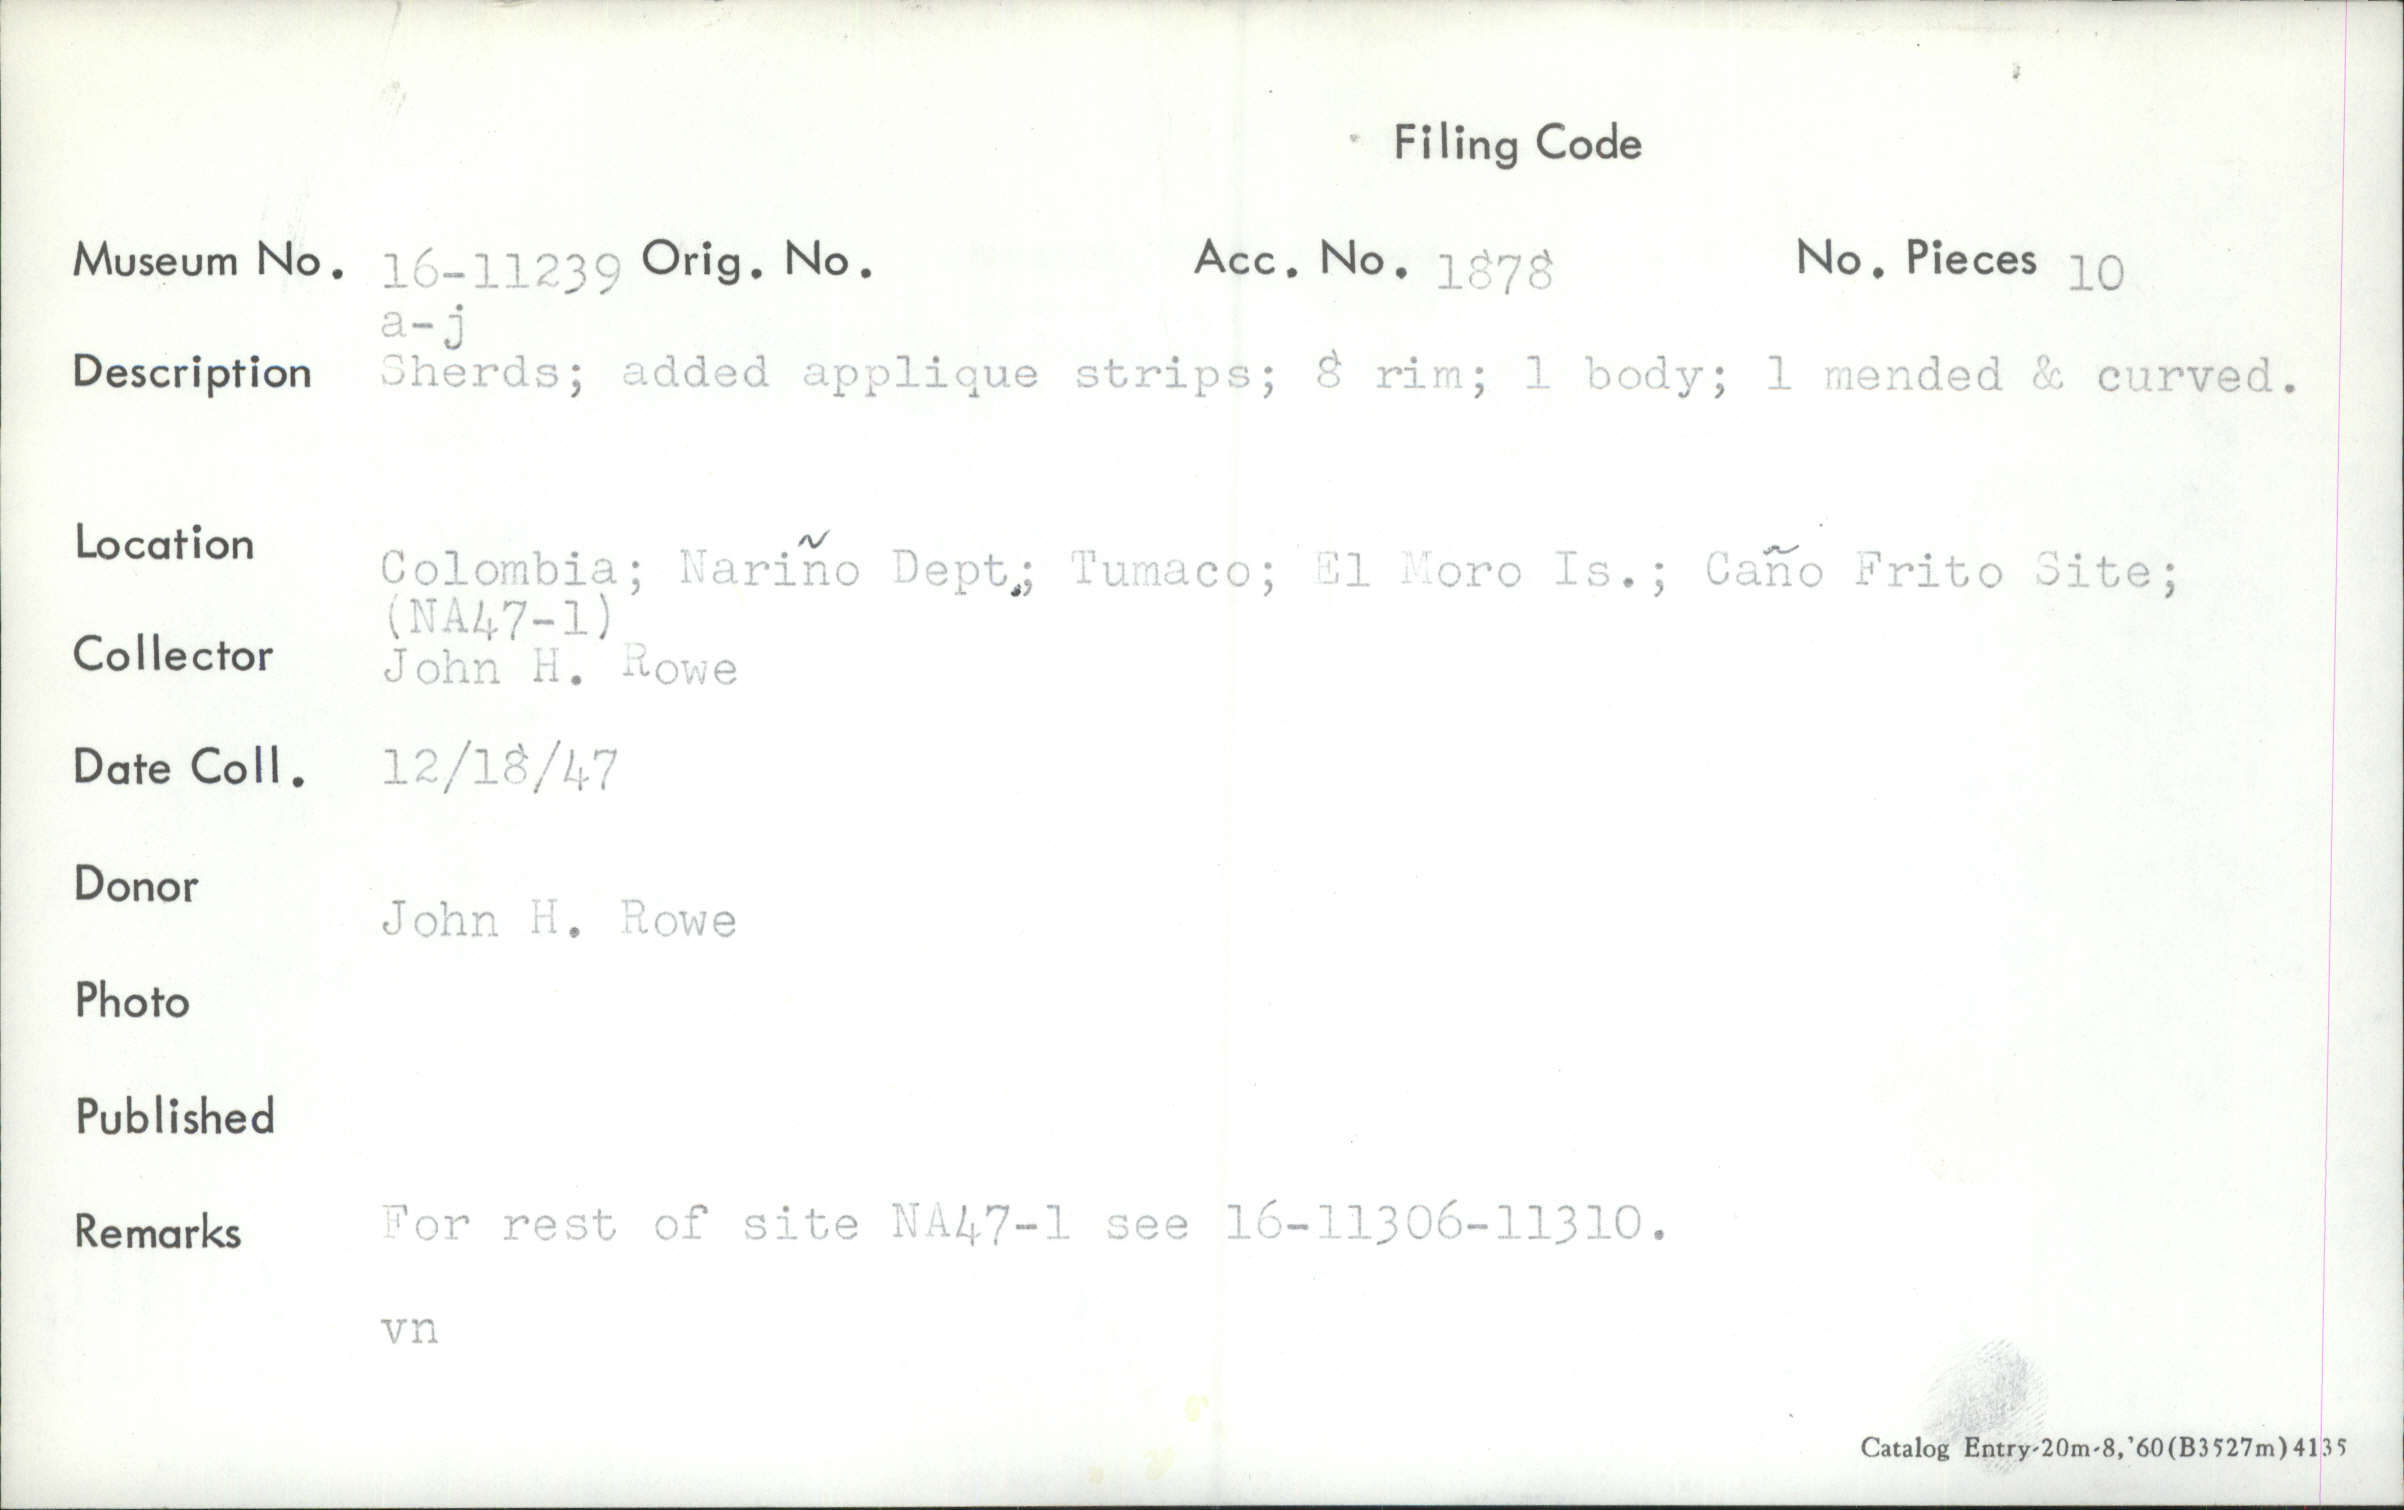 Filing Code
Museum No. 16-11239 Orig. No. Acc. No. 1878 No. Pieces 10
a-j
Description Sherds; added applique strips; 8 rim; 1 body; 1 mended & curved.
Location Colombia; Nariño Dept.; Tumaco; El Moro Is.; Caño Frito Site;
(NA47-1)
Collector John H. Rowe
Date Coll. 12/18/47
Donor John H. Rowe
Photo
Published
Remarks For rest of site NA47-1 see 16-11306-11310.
vn
Catalog Entry-20m-8,'60(B3527m)4135